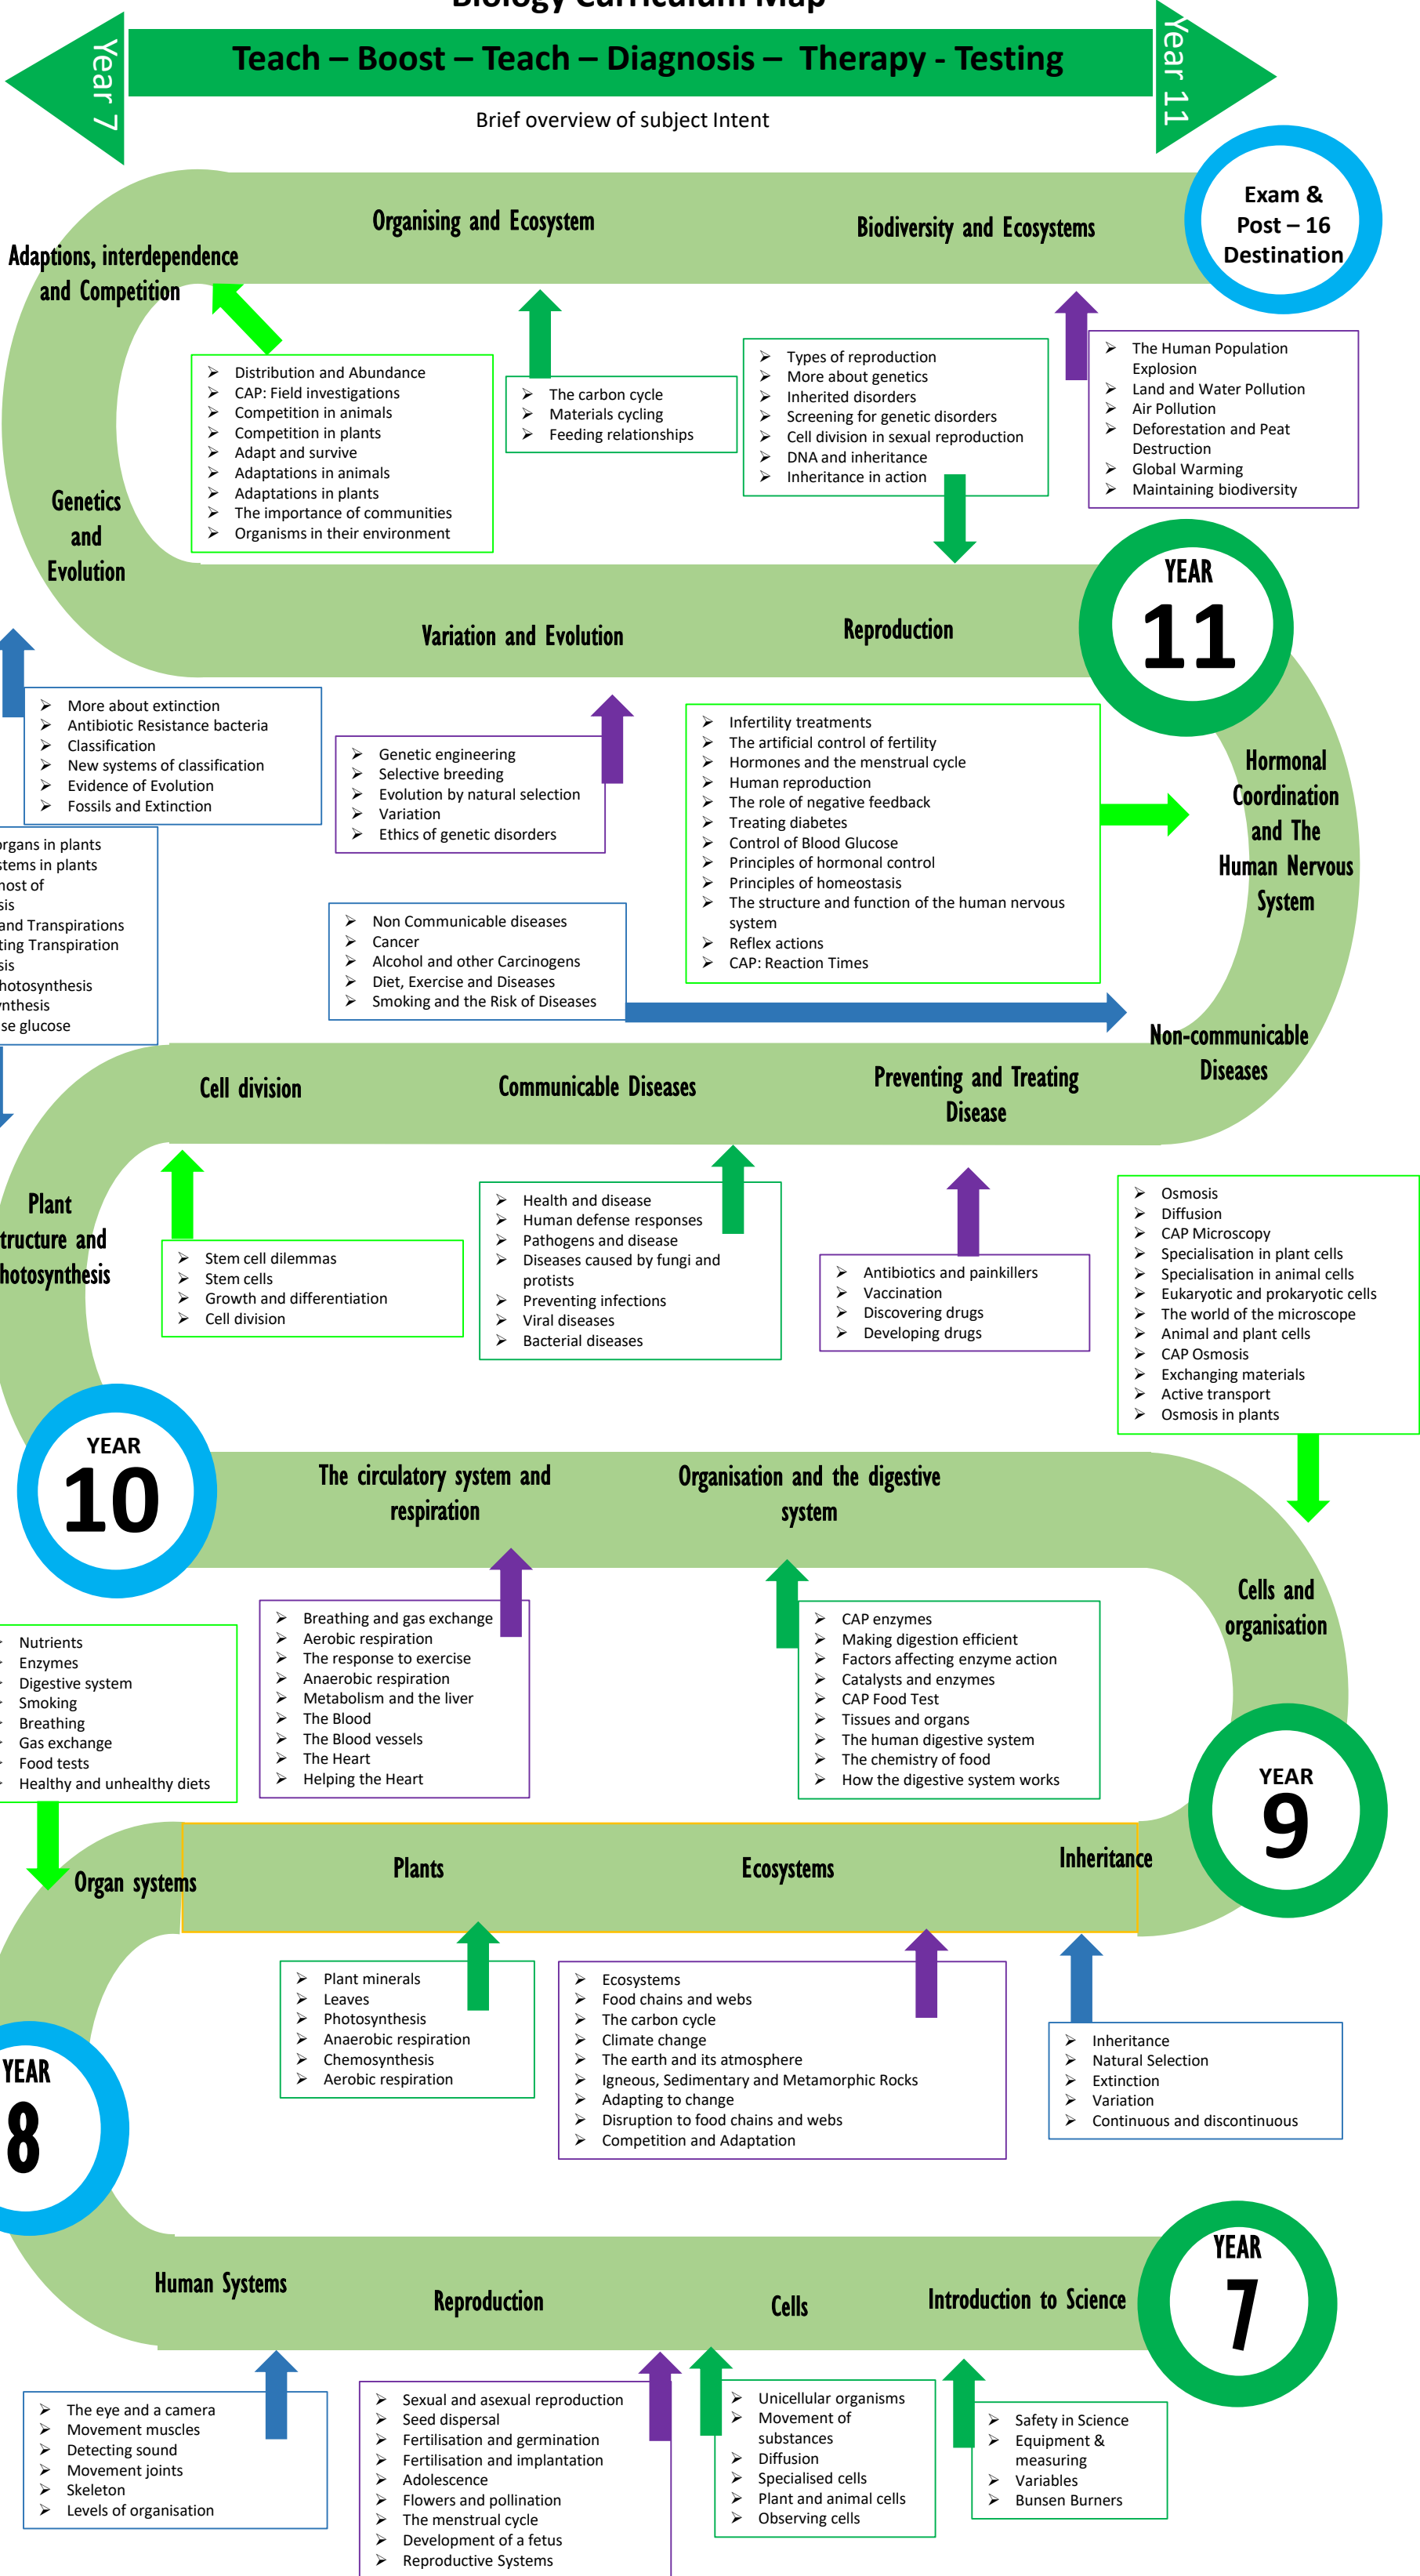 Biology Curriculum Map
Year 7
Teach – Boost – Teach – Diagnosis – Therapy - Testing
Year 11
Brief overview of subject Intent
Exam &
Post – 16
Destination
Organising and Ecosystem
Biodiversity and Ecosystems
Adaptions, interdependence
and Competition
Distribution and Abundance
CAP: Field investigations
Competition in animals
Competition in plants
Adapt and survive
Adaptations in animals
Adaptations in plants
The importance of communities
Organisms in their environment
The carbon cycle
Materials cycling
Feeding relationships
Types of reproduction
More about genetics
Inherited disorders
Screening for genetic disorders
Cell division in sexual reproduction
DNA and inheritance
Inheritance in action
The Human Population
Explosion
Land and Water Pollution
Air Pollution
Deforestation and Peat
Destruction
Global Warming
Maintaining biodiversity
Genetics
and
Evolution
YEAR
11
Variation and Evolution
Reproduction
More about extinction
Antibiotic Resistance bacteria
Classification
New systems of classification
Evidence of Evolution
Fossils and Extinction
Genetic engineering
Selective breeding
Evolution by natural selection
Variation
Ethics of genetic disorders
Infertility treatments
The artificial control of fertility
Hormones and the menstrual cycle
Human reproduction
The role of negative feedback
Treating diabetes
Control of Blood Glucose
Principles of hormonal control
Principles of homeostasis
The structure and function of the human nervous
system
Reflex actions
CAP: Reaction Times
Hormonal
Coordination
and The
Human Nervous
System
organs in plants
stems in plants
most of
sis
and Transpirations
ting Transpiration
sis
hotosynthesis
ynthesis
se glucose
Non Communicable diseases
Cancer
Alcohol and other Carcinogens
Diet, Exercise and Diseases
Smoking and the Risk of Diseases
Non-communicable
Diseases
Cell division
Communicable Diseases
Preventing and Treating
Disease
Plant
tructure and
hotosynthesis
Stem cell dilemmas
Stem cells
Growth and differentiation
Cell division
Health and disease
Human defense responses
Pathogens and disease
Diseases caused by fungi and
protists
Preventing infections
Viral diseases
Bacterial diseases
Antibiotics and painkillers
Vaccination
Discovering drugs
Developing drugs
Osmosis
Diffusion
CAP Microscopy
Specialisation in plant cells
Specialisation in animal cells
Eukaryotic and prokaryotic cells
The world of the microscope
Animal and plant cells
CAP Osmosis
Exchanging materials
Active transport
Osmosis in plants
YEAR
10
The circulatory system and
respiration
Organisation and the digestive
system
Cells and
organisation
Nutrients
Enzymes
Digestive system
Smoking
Breathing
Gas exchange
Food tests
Healthy and unhealthy diets
Breathing and gas exchange
Aerobic respiration
The response to exercise
Anaerobic respiration
Metabolism and the liver
The Blood
The Blood vessels
The Heart
Helping the Heart
CAP enzymes
Making digestion efficient
Factors affecting enzyme action
Catalysts and enzymes
CAP Food Test
Tissues and organs
The human digestive system
The chemistry of food
How the digestive system works
YEAR
9
Organ systems
Plants
Ecosystems
Inheritance
Plant minerals
Leaves
Photosynthesis
Anaerobic respiration
Chemosynthesis
Aerobic respiration
Ecosystems
Food chains and webs
The carbon cycle
Climate change
The earth and its atmosphere
Igneous, Sedimentary and Metamorphic Rocks
Adapting to change
Disruption to food chains and webs
Competition and Adaptation
Inheritance
Natural Selection
Extinction
Variation
Continuous and discontinuous
YEAR
8
YEAR
7
Human Systems
Reproduction
Cells
Introduction to Science
The eye and a camera
Movement muscles
Detecting sound
Movement joints
Skeleton
Levels of organisation
Sexual and asexual reproduction
Seed dispersal
Fertilisation and germination
Fertilisation and implantation
Adolescence
Flowers and pollination
The menstrual cycle
Development of a fetus
Reproductive Systems
Unicellular organisms
Movement of
substances
Diffusion
Specialised cells
Plant and animal cells
Observing cells
Safety in Science
Equipment &
measuring
Variables
Bunsen Burners